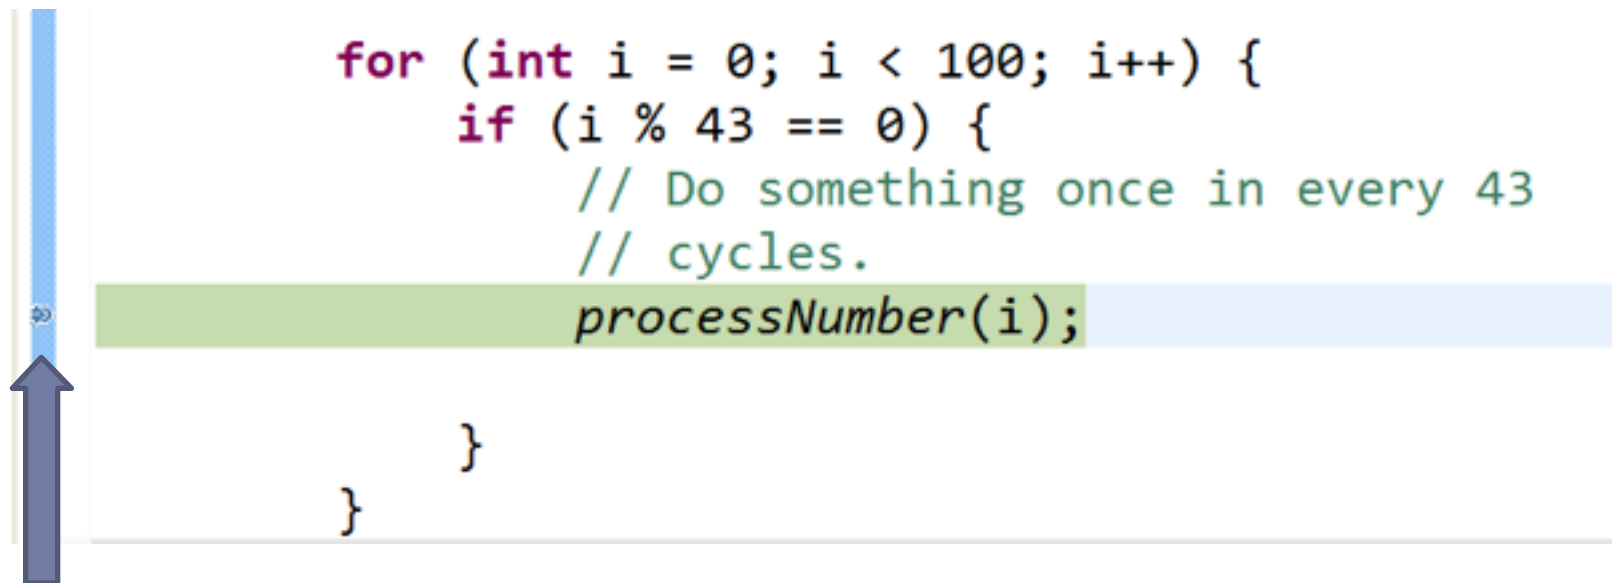 for (int i = 0; i < 100; i++) {
if (i % 43 == 0) {
// Do something once in every 43
// cycles.
processNumber(i);
}
}